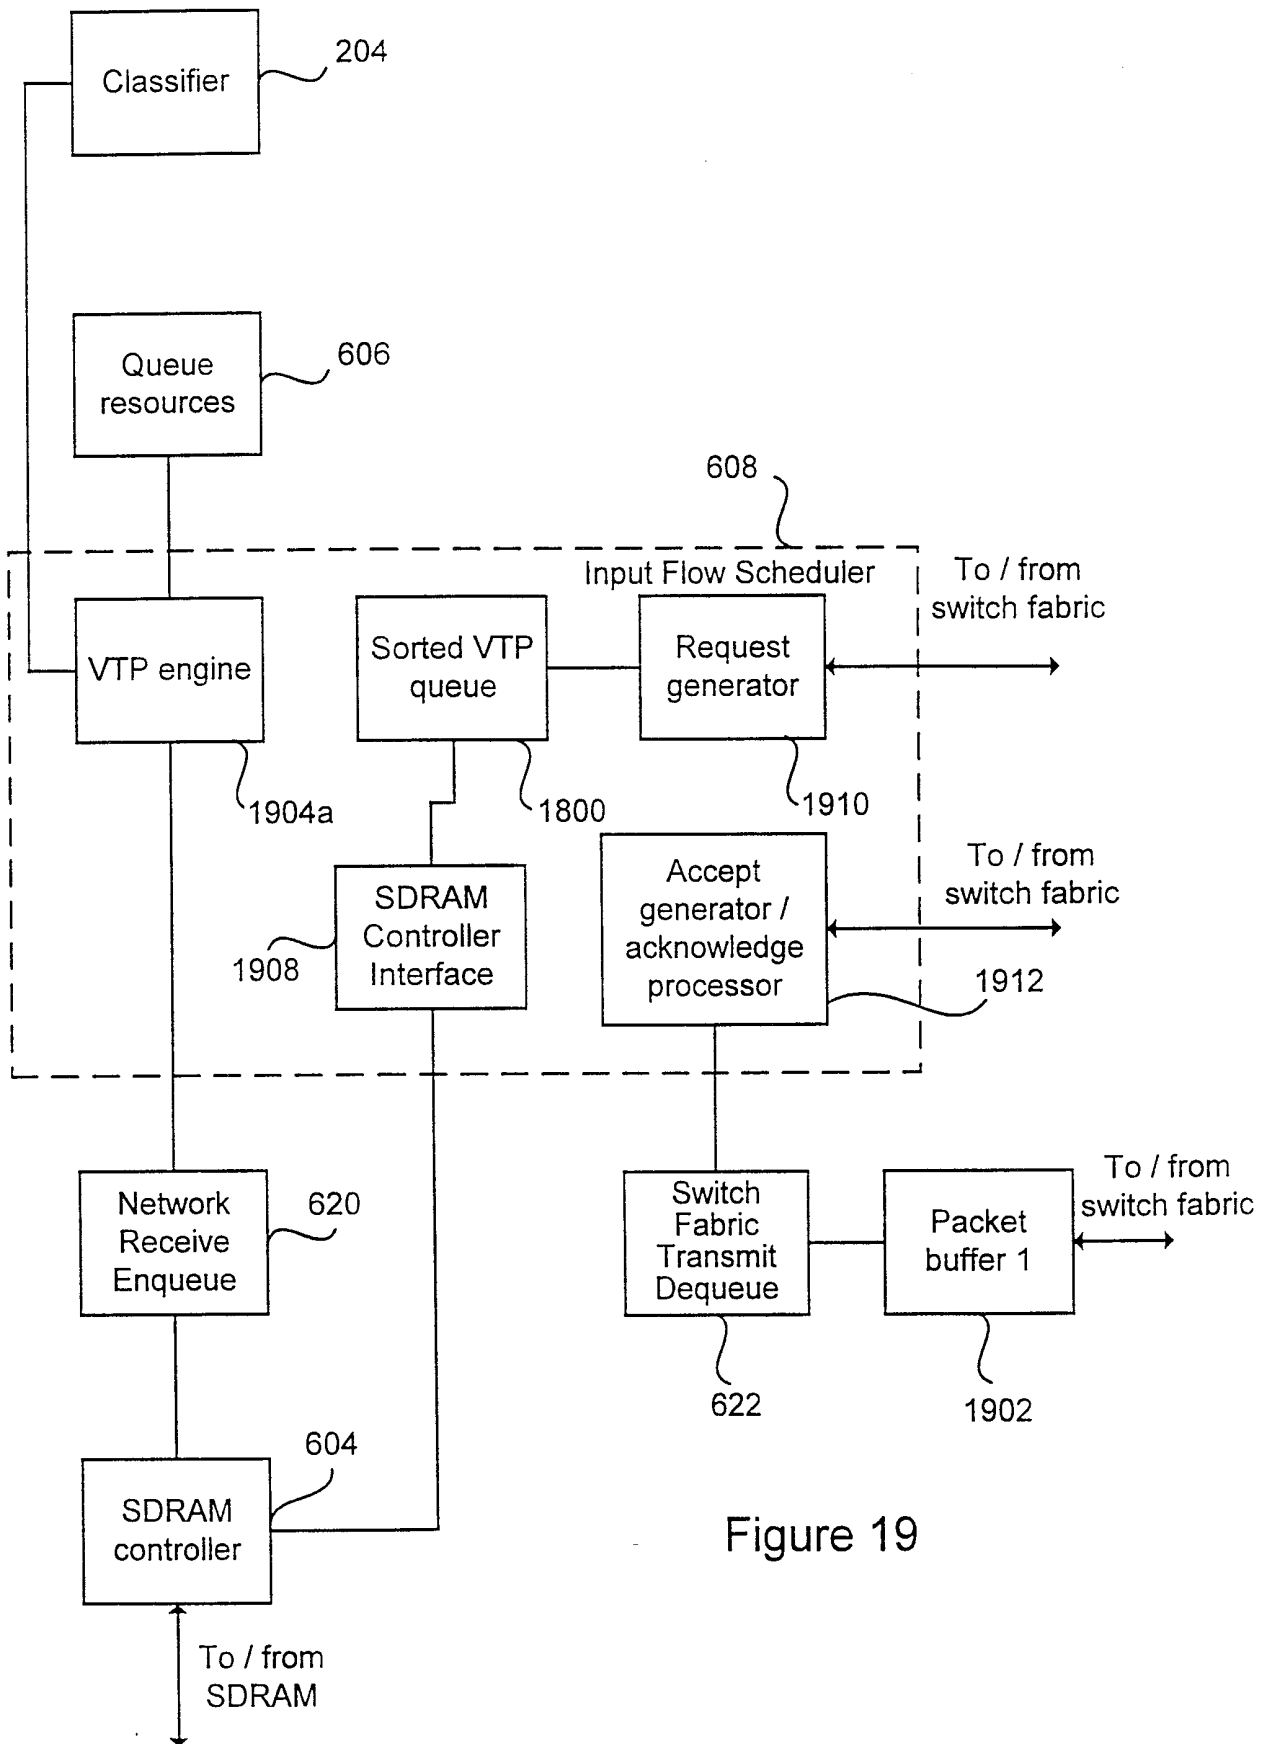 Classifier
204
Queue
resources
606
608
Input Flow Scheduler
To / from
switch fabric
VTP engine
1904a
Sorted VTP
queue
1800
Request
generator
1910
SDRAM
Controller
Interface
1908
Accept
generator /
acknowledge
processor
1912
To / from
switch fabric
Network
Receive
Enqueue
620
Switch
Fabric
Transmit
Dequeue
622
Packet
buffer 1
1902
To / from
switch fabric
SDRAM
controller
604
To / from
SDRAM
Figure 19